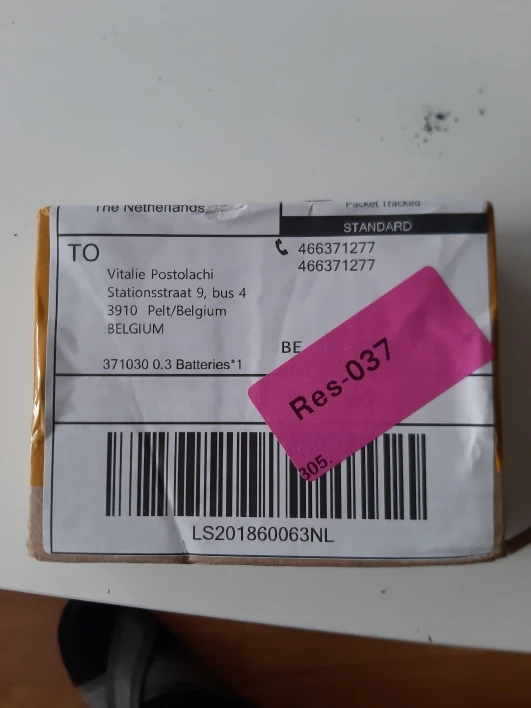 The Netherlands
Packet Tracked
STANDARD
TO
466371277
466371277
Vitalie Postolachi
Stationsstraat 9, bus 4
3910 Pelt/Belgium
BELGIUM
BE
371030 0.3 Batteries*1
Res-037
305.
LS201860063NL